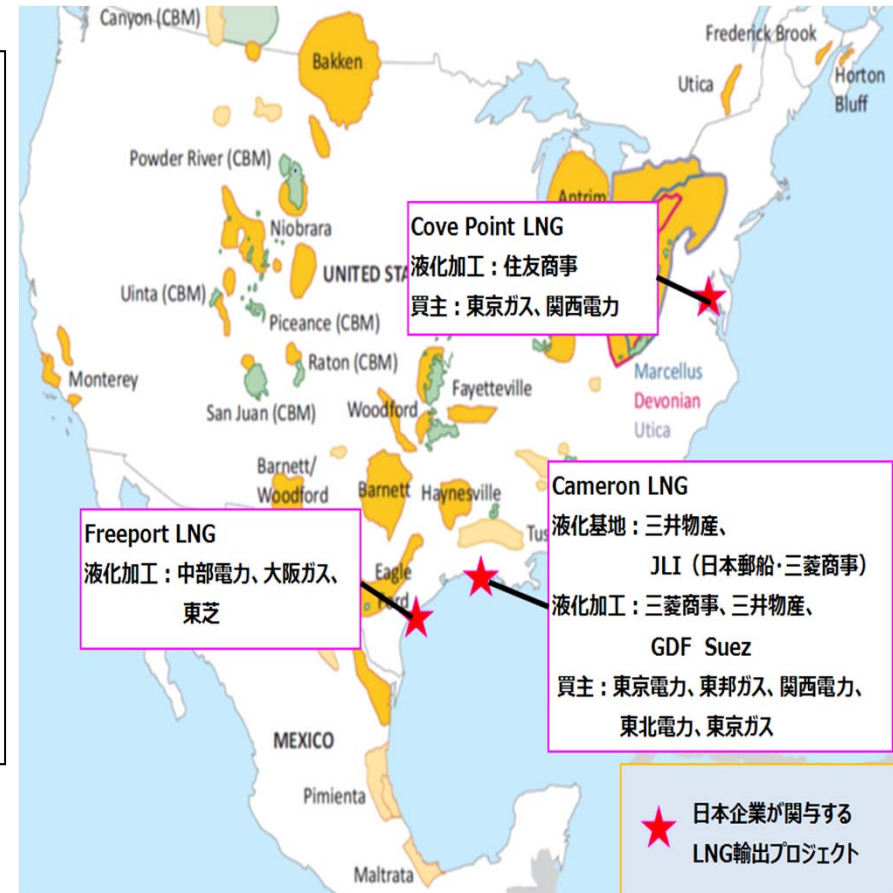 Canyon (CBM)
Bakken
Frederick Brook
Utica
Horton
Bluff
Powder River (CBM)
Antrim
Niobrara
Cove Point LNG
液化加工：住友商事
買主：東京ガス、関西電力
UNITED STA
Uinta (CBM)
Piceance (CBM)
Raton (CBM)
Monterey
San Juan (CBM)
Woodford
Fayetteville
Marcellus
Devonian
Utica
Barnett/
Woodford
Barnett
Haynesville
Cameron LNG
液化基地：三井物産、
JLI（日本郵船・三菱商事）
液化加工：三菱商事、三井物産、
GDF Suez
買主：東京電力、東邦ガス、関西電力、
東北電力、東京ガス
Tus
Freeport LNG
液化加工：中部電力、大阪ガス、
東芝
Eagle
Ford
MEXICO
Pimienta
Maltrata
日本企業が関与する
LNG輸出プロジェクト